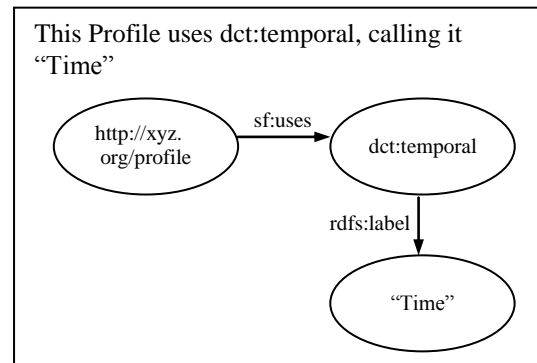 This Profile uses dct:temporal, calling it
“Time”
http://xyz.
org/profile
sf:uses
dct:temporal
rdfs:label
“Time”